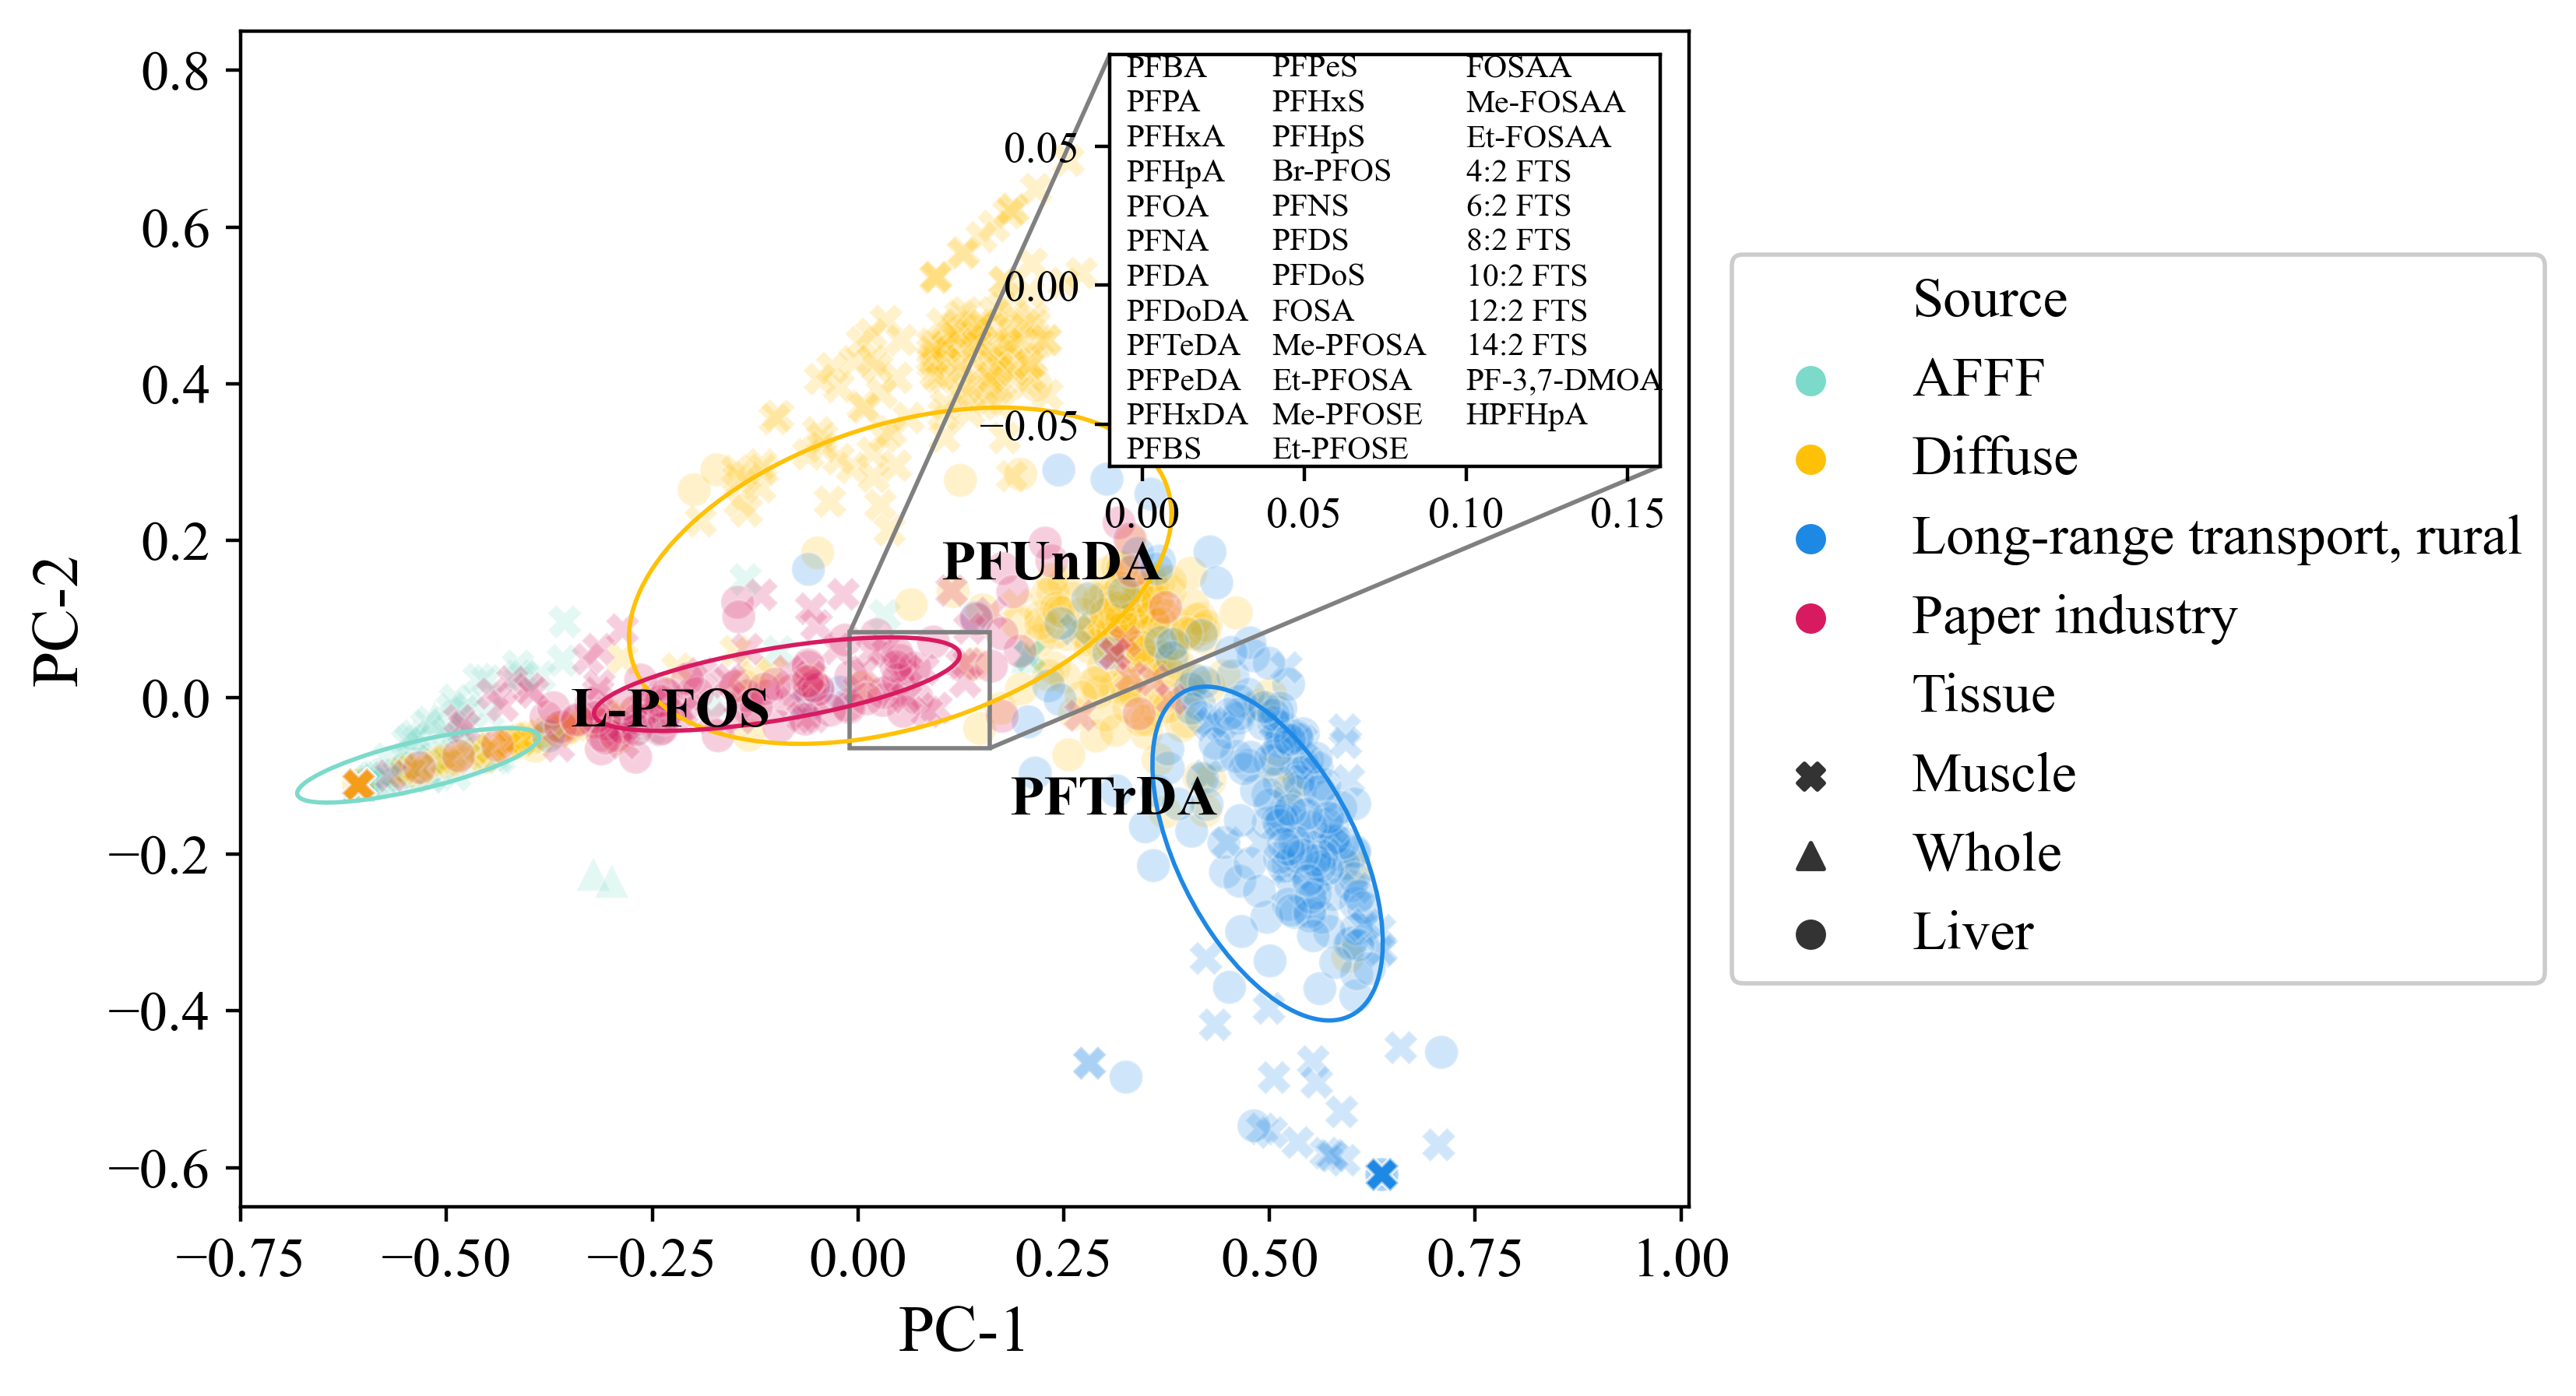 0.8
0.6
0.4
0.2
0.0
−0.2
−0.4
−0.6
PC-2
−0.75 −0.50 −0.25 0.00 0.25 0.50 0.75 1.00
PC-1
PFUnDA
L-PFOS
PFTrDA
0.05
0.00
−0.05
0.00 0.05 0.10 0.15
PFBA PFPeS FOSAA
PFPA PFHxS Me-FOSAA
PFHxA PFHpS Et-FOSAA
PFHpA Br-PFOS 4:2 FTS
PFOA PFNS 6:2 FTS
PFNA PFDS 8:2 FTS
PFDA PFDoS 10:2 FTS
PFDoDA FOSA 12:2 FTS
PFTeDA Me-PFOSA 14:2 FTS
PFPeDA Et-PFOSA PF-3,7-DMOA
PFHxDA Me-PFOSE HPFHpA
PFBS Et-PFOSE
Source
AFFF
Diffuse
Long-range transport, rural
Paper industry
Tissue
Muscle
Whole
Liver